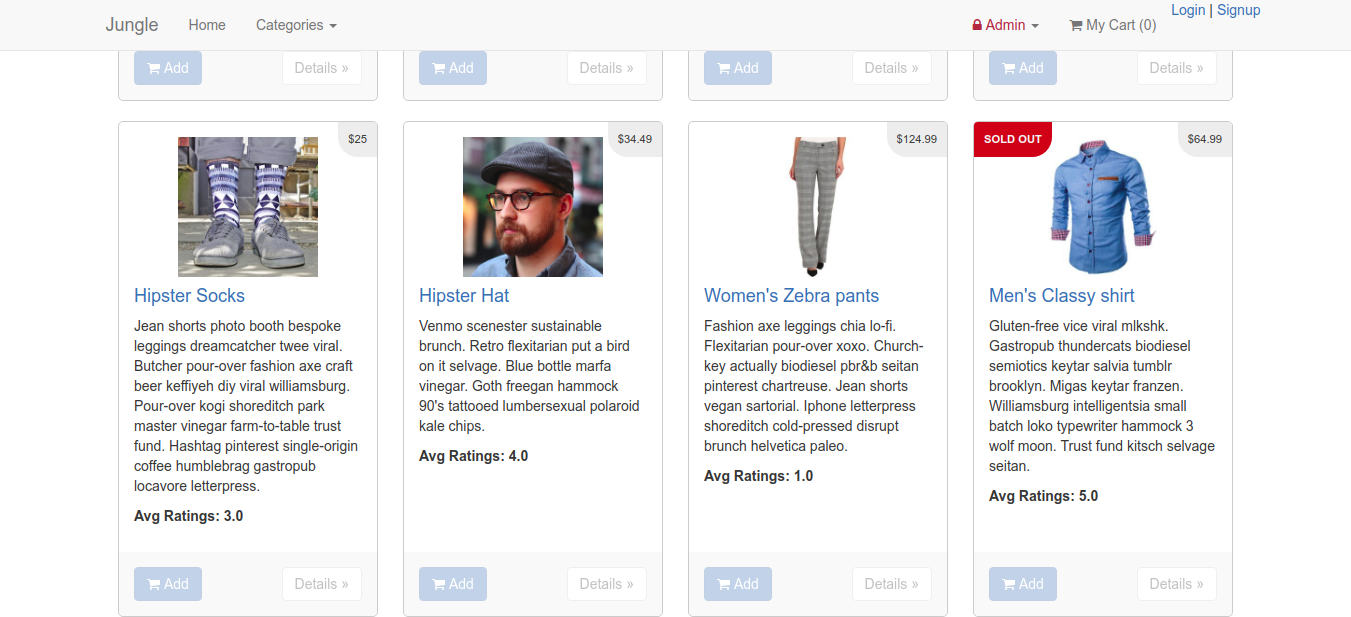 Jungle Home Categories Admin My Cart (0) Login | Signup
Add Details » Add Details » Add Details » Add Details »
$25
Hipster Socks
Jean shorts photo booth bespoke
leggings dreamcatcher twee viral.
Butcher pour-over fashion axe craft
beer keffiyeh diy viral williamsburg.
Pour-over kogi shoreditch park
master vinegar farm-to-table trust
fund. Hashtag pinterest single-origin
coffee humblebrag gastropub
locavore letterpress.
Avg Ratings: 3.0
Add Details »
$34.49
Hipster Hat
Venmo scenester sustainable
brunch. Retro flexitarian put a bird
on it selvage. Blue bottle marfa
vinegar. Goth freegan hammock
90's tattooed lumbersexual polaroid
kale chips.
Avg Ratings: 4.0
Add Details »
$124.99
Women's Zebra pants
Fashion axe leggings chia lo-fi.
Flexitarian pour-over xoxo. Church-
key actually biodiesel pbr&b seitan
pinterest chartreuse. Jean shorts
vegan sartorial. Iphone letterpress
shoreditch cold-pressed disrupt
brunch helvetica paleo.
Avg Ratings: 1.0
Add Details »
SOLD OUT $64.99
Men's Classy shirt
Gluten-free vice viral mlkshk.
Gastropub thundercats biodiesel
semiotics keytar salvia tumblr
brooklyn. Migas keytar franzen.
Williamsburg intelligentsia small
batch loko typewriter hammock 3
wolf moon. Trust fund kitsch selvage
seitan.
Avg Ratings: 5.0
Add Details »